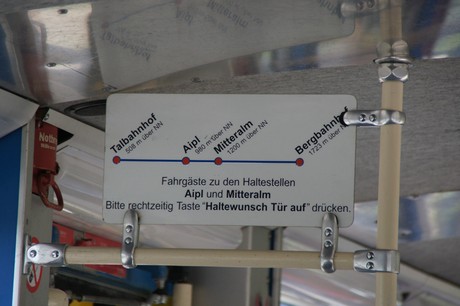 Talbahnhof
508 m über NN
Aipl
980 m über NN
Mitteralm
1200 m über NN
Bergbahnhof
1723 m über NN
Fahrgäste zu den Haltestellen
Aipl und Mitteralm
Bitte rechtzeitig Taste "Haltewunsch Tür auf" drücken.